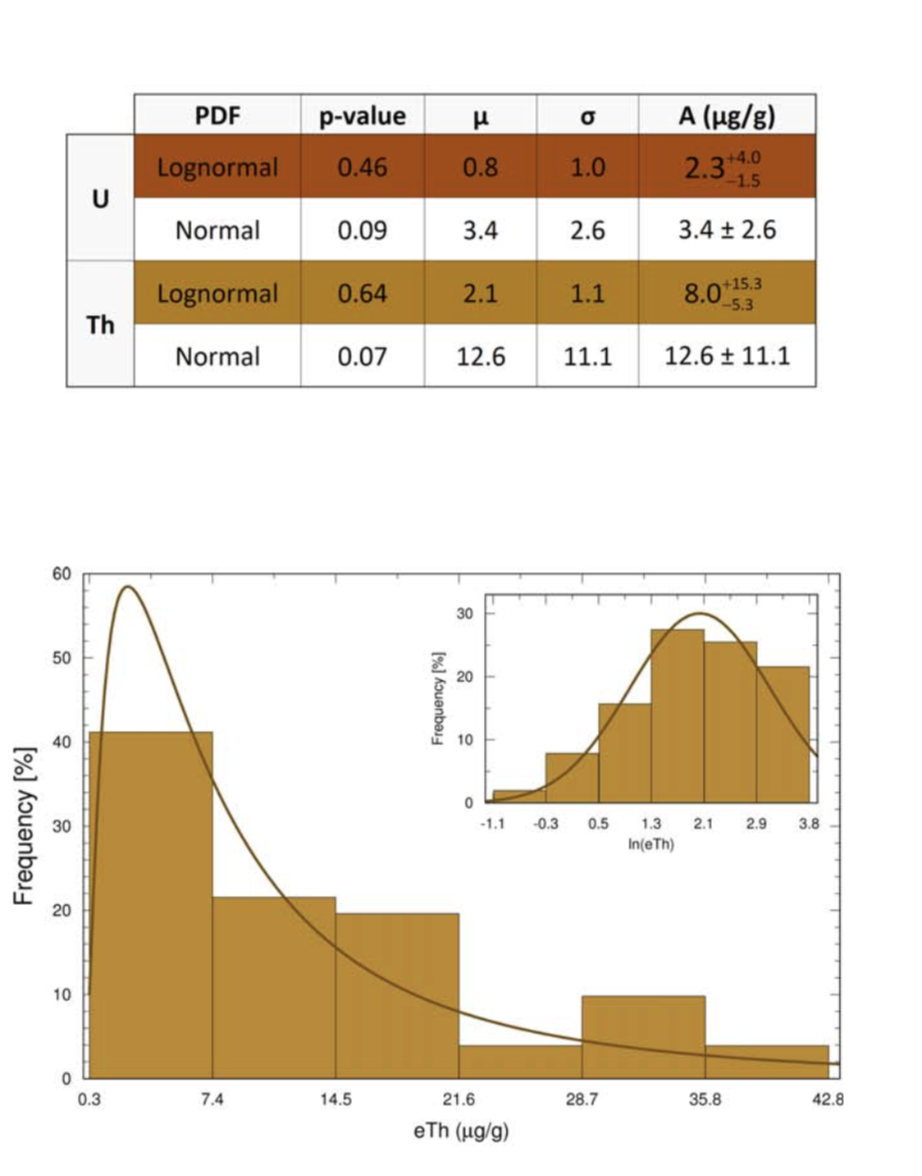 PDF p-value μ σ A (μg/g)
U
Lognormal 0.46 0.8 1.0 2.3 +4.0 −1.5
Normal 0.09 3.4 2.6 3.4 ± 2.6
Th
Lognormal 0.64 2.1 1.1 8.0 +15.3 −5.3
Normal 0.07 12.6 11.1 12.6 ± 11.1
60
50
40
30
20
10
0
Frequency [%]
0.3 7.4 14.5 21.6 28.7 35.8 42.8
eTh (μg/g)
30
20
10
0
Frequency [%]
-1.1 -0.3 0.5 1.3 2.1 2.9 3.8
ln(eTh)